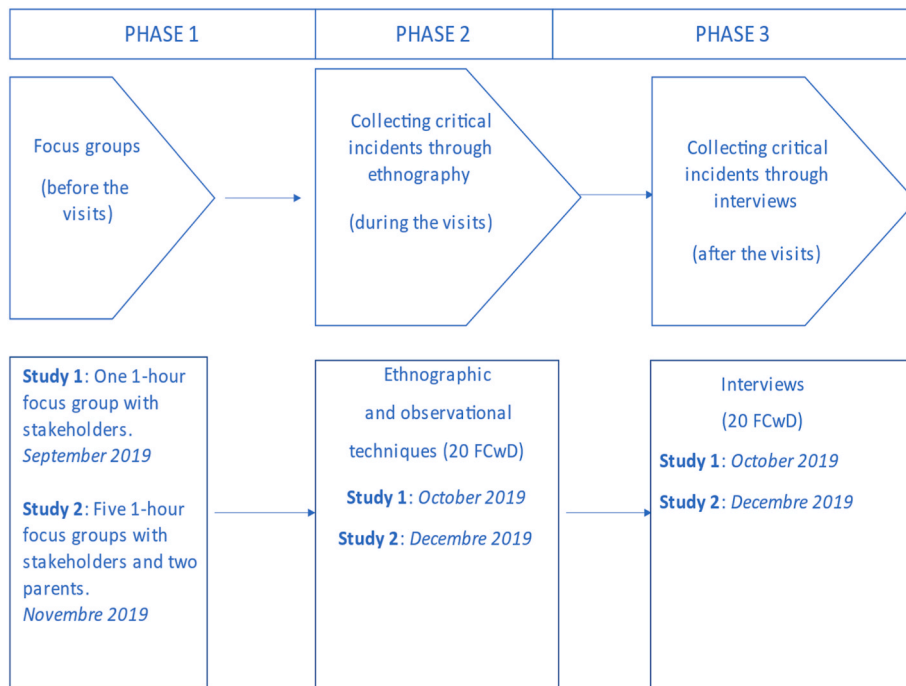 PHASE 1
PHASE 2
PHASE 3
Focus groups
(before the
visits)
Collecting critical
incidents through
ethnography
(during the visits)
Collecting critical
incidents through
interviews
(after the visits)
Study 1: One 1-hour
focus group with
stakeholders.
September 2019
Study 2: Five 1-hour
focus groups with
stakeholders and two
parents.
Novembre 2019
Ethnographic
and observational
techniques (20 FCwD)
Study 1: October 2019
Study 2: Decembre 2019
Interviews
(20 FCwD)
Study 1: October 2019
Study 2: Decembre 2019